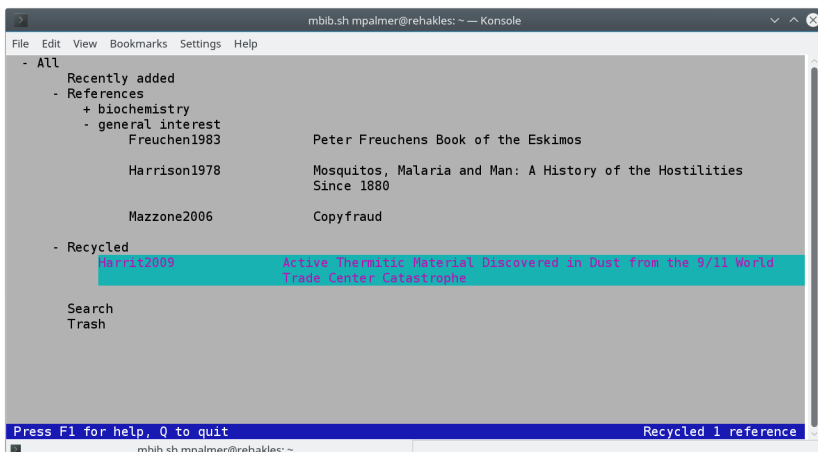 mbib.sh mpalmer@rehakles: ~ — Konsole
File Edit View Bookmarks Settings Help
- All
Recently added
- References
+ biochemistry
- general interest
Freuchen1983 Peter Freuchens Book of the Eskimos
Harrison1978 Mosquitos, Malaria and Man: A History of the Hostilities
Since 1880
Mazzone2006 Copyfraud
- Recycled
Harrit2009 Active Thermitic Material Discovered in Dust from the 9/11 World
Trade Center Catastrophe
Search
Trash
Press F1 for help, Q to quit Recycled 1 reference
mbib.sh mpalmer@rehakles: ~